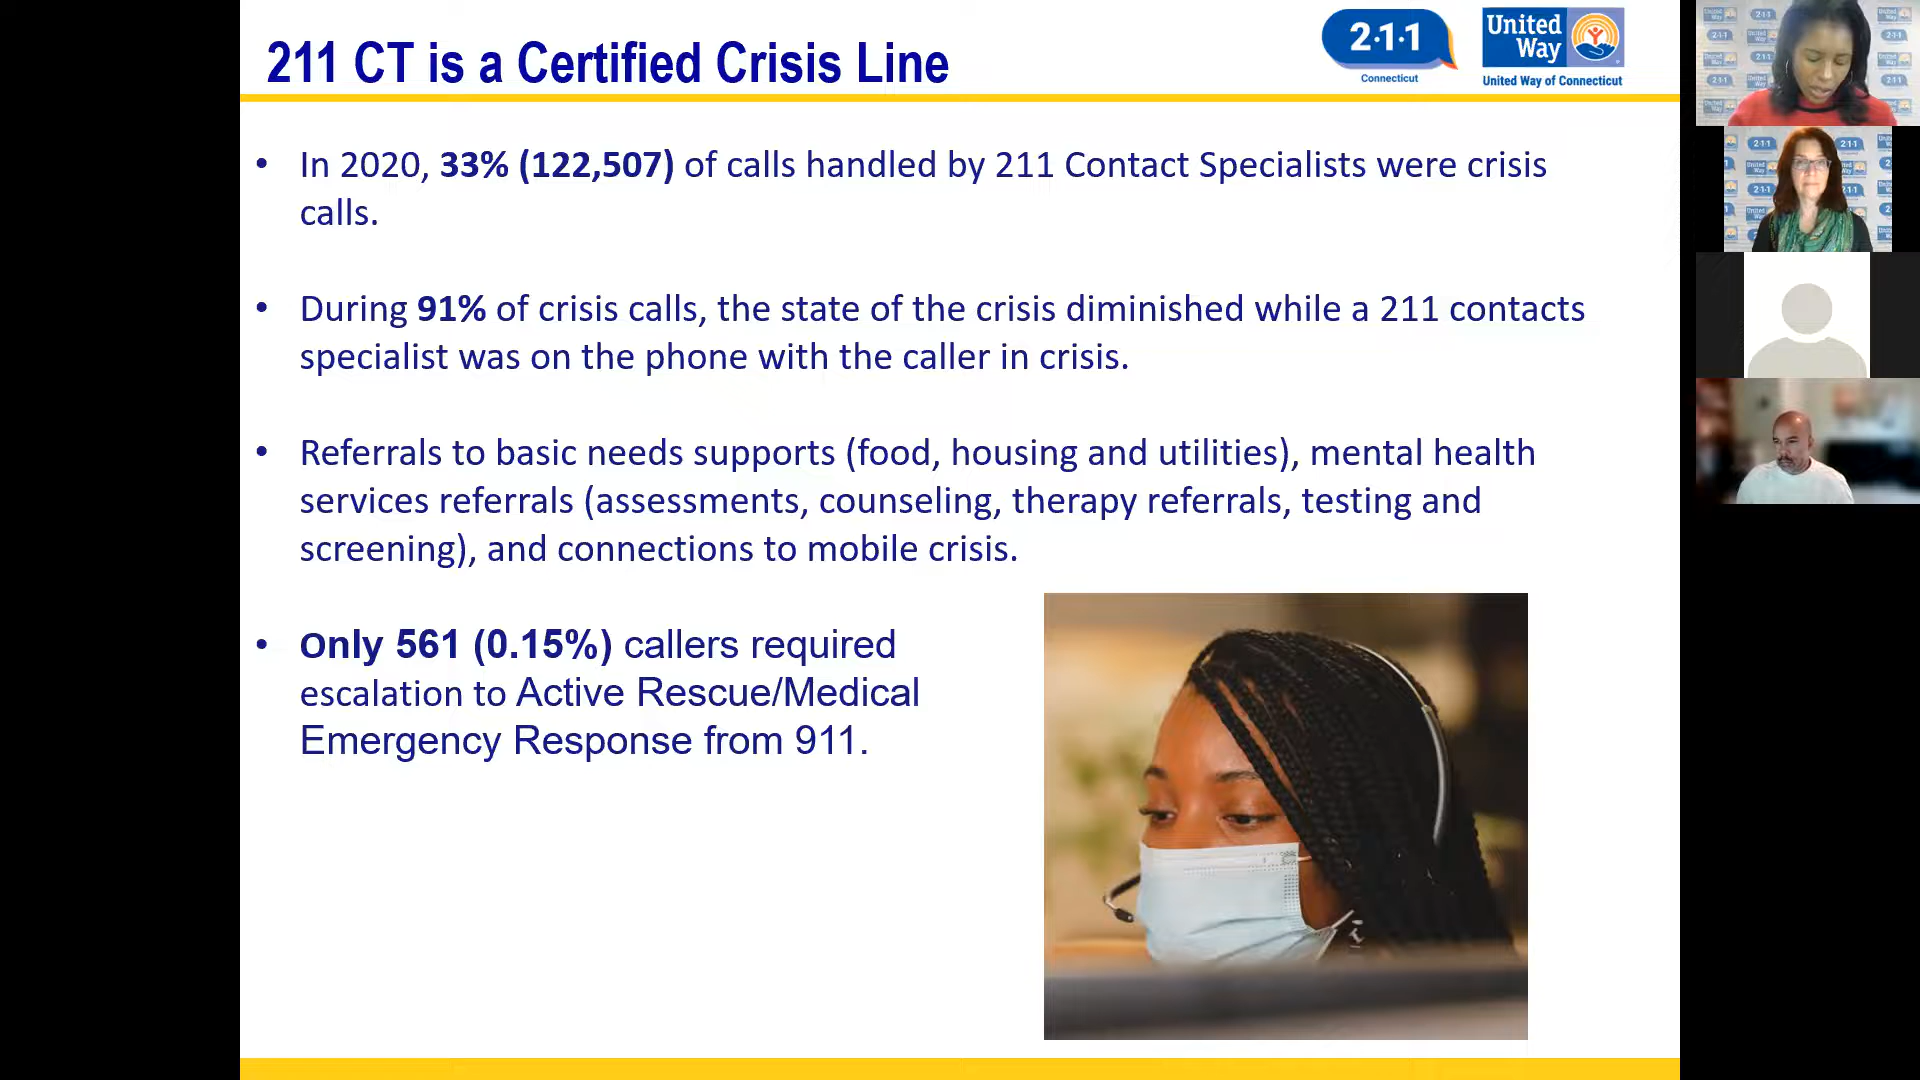 211 CT is a Certified Crisis Line
2·1·1
Connecticut
United
Way
United Way of Connecticut
• In 2020, 33% (122,507) of calls handled by 211 Contact Specialists were crisis
calls.
• During 91% of crisis calls, the state of the crisis diminished while a 211 contacts
specialist was on the phone with the caller in crisis.
• Referrals to basic needs supports (food, housing and utilities), mental health
services referrals (assessments, counseling, therapy referrals, testing and
screening), and connections to mobile crisis.
• Only 561 (0.15%) callers required
escalation to Active Rescue/Medical
Emergency Response from 911.